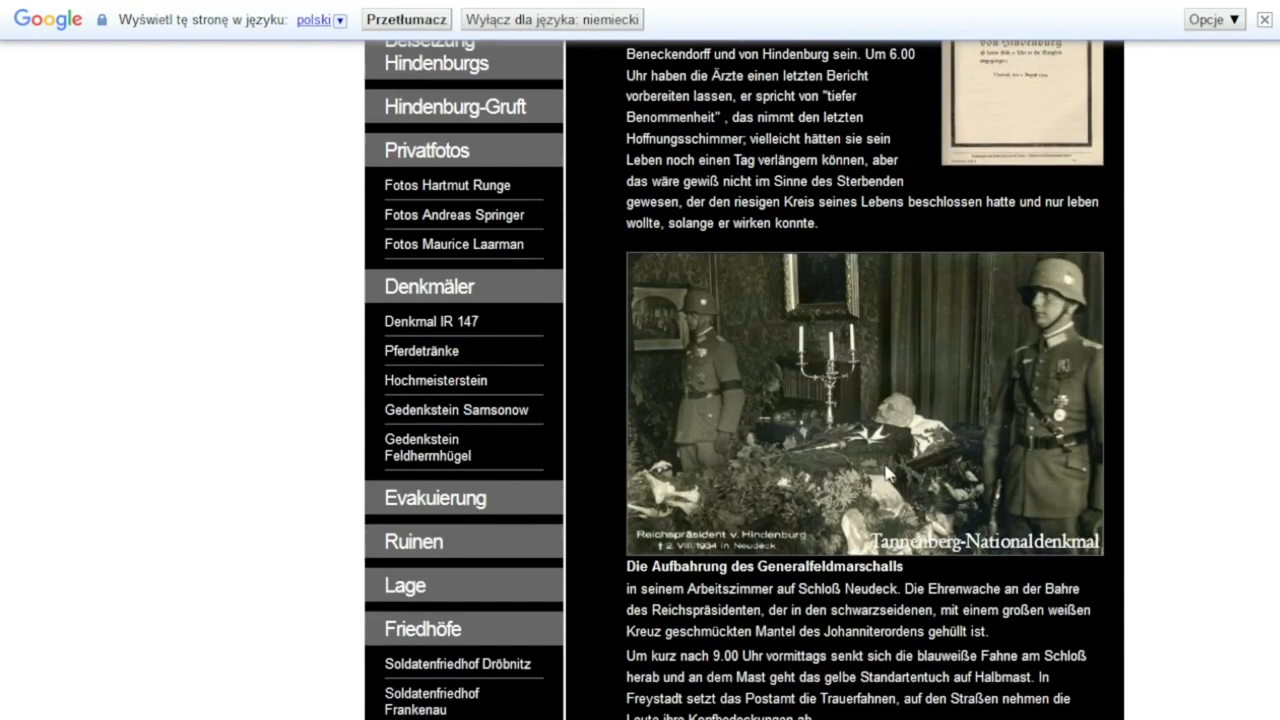 Google Wyświetl tę stronę w języku: polski Przetłumacz Wyłącz dla języka: niemiecki Opcje
Beisetzung
Hindenburgs
Hindenburg-Gruft
Privatfotos
Fotos Hartmut Runge
Fotos Andreas Springer
Fotos Maurice Laarman
Denkmäler
Denkmal IR 147
Pferdetränke
Hochmeisterstein
Gedenkstein Samsonow
Gedenkstein
Feldherrnhügel
Evakuierung
Ruinen
Lage
Friedhöfe
Soldatenfriedhof Dröbnitz
Soldatenfriedhof
Frankenau
Beneckendorff und von Hindenburg sein. Um 6.00
Uhr haben die Ärzte einen letzten Bericht
vorbereiten lassen, er spricht von "tiefer
Benommenheit" , das nimmt den letzten
Hoffnungsschimmer; vielleicht hätten sie sein
Leben noch einen Tag verlängern können, aber
das wäre gewiß nicht im Sinne des Sterbenden
gewesen, der den riesigen Kreis seines Lebens beschlossen hatte und nur leben
wollte, solange er wirken konnte.
von Hindenburg
Reichspräsident v. Hindenburg
† 2. VIII. 1934 in Neudeck
Tannenberg-Nationaldenkmal
Die Aufbahrung des Generalfeldmarschalls
in seinem Arbeitszimmer auf Schloß Neudeck. Die Ehrenwache an der Bahre
des Reichspräsidenten, der in den schwarzseidenen, mit einem großen weißen
Kreuz geschmückten Mantel des Johanniterordens gehüllt ist.
Um kurz nach 9.00 Uhr vormittags senkt sich die blauweiße Fahne am Schloß
herab und an dem Mast geht das gelbe Standartentuch auf Halbmast. In
Freystadt setzt das Postamt die Trauerfahnen, auf den Straßen nehmen die
Leute ihre Kopfbedeckungen ab